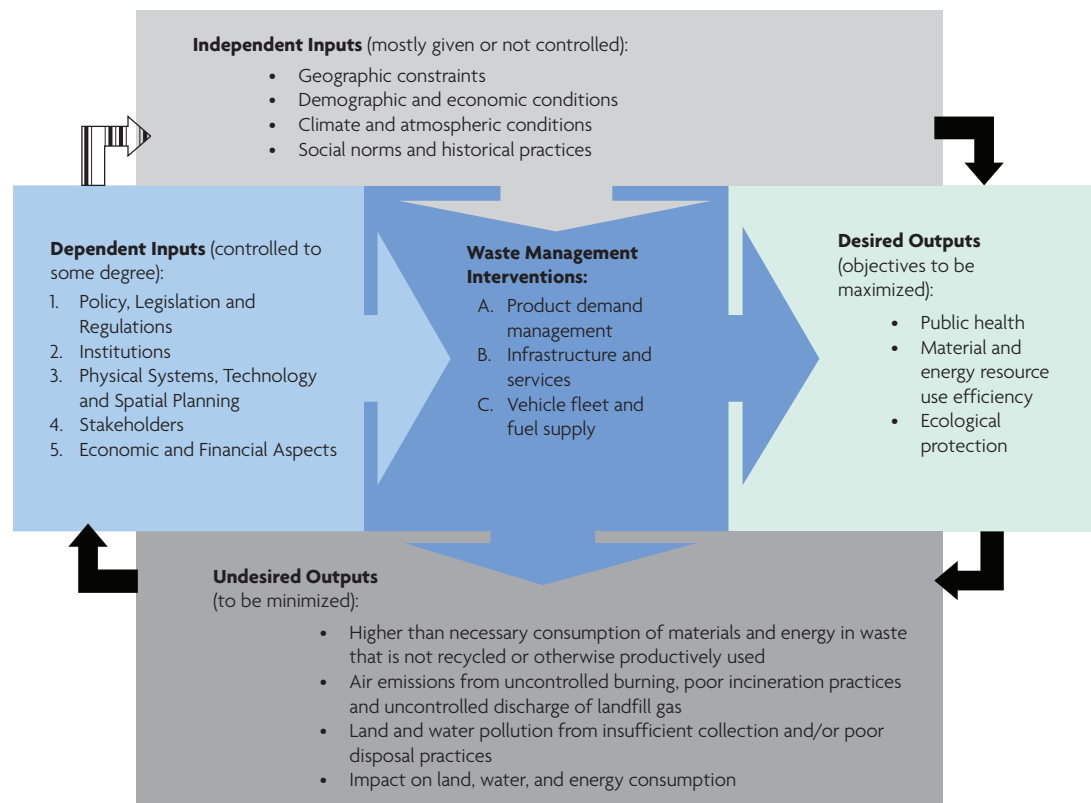 Independent Inputs (mostly given or not controlled):
• Geographic constraints
• Demographic and economic conditions
• Climate and atmospheric conditions
• Social norms and historical practices
Dependent Inputs (controlled to
some degree):
1. Policy, Legislation and
Regulations
2. Institutions
3. Physical Systems, Technology
and Spatial Planning
4. Stakeholders
5. Economic and Financial Aspects
Waste Management
Interventions:
A. Product demand
management
B. Infrastructure and
services
C. Vehicle fleet and
fuel supply
Desired Outputs
(objectives to be
maximized):
• Public health
• Material and
energy resource
use efficiency
• Ecological
protection
Undesired Outputs
(to be minimized):
• Higher than necessary consumption of materials and energy in waste
that is not recycled or otherwise productively used
• Air emissions from uncontrolled burning, poor incineration practices
and uncontrolled discharge of landfill gas
• Land and water pollution from insufficient collection and/or poor
disposal practices
• Impact on land, water, and energy consumption